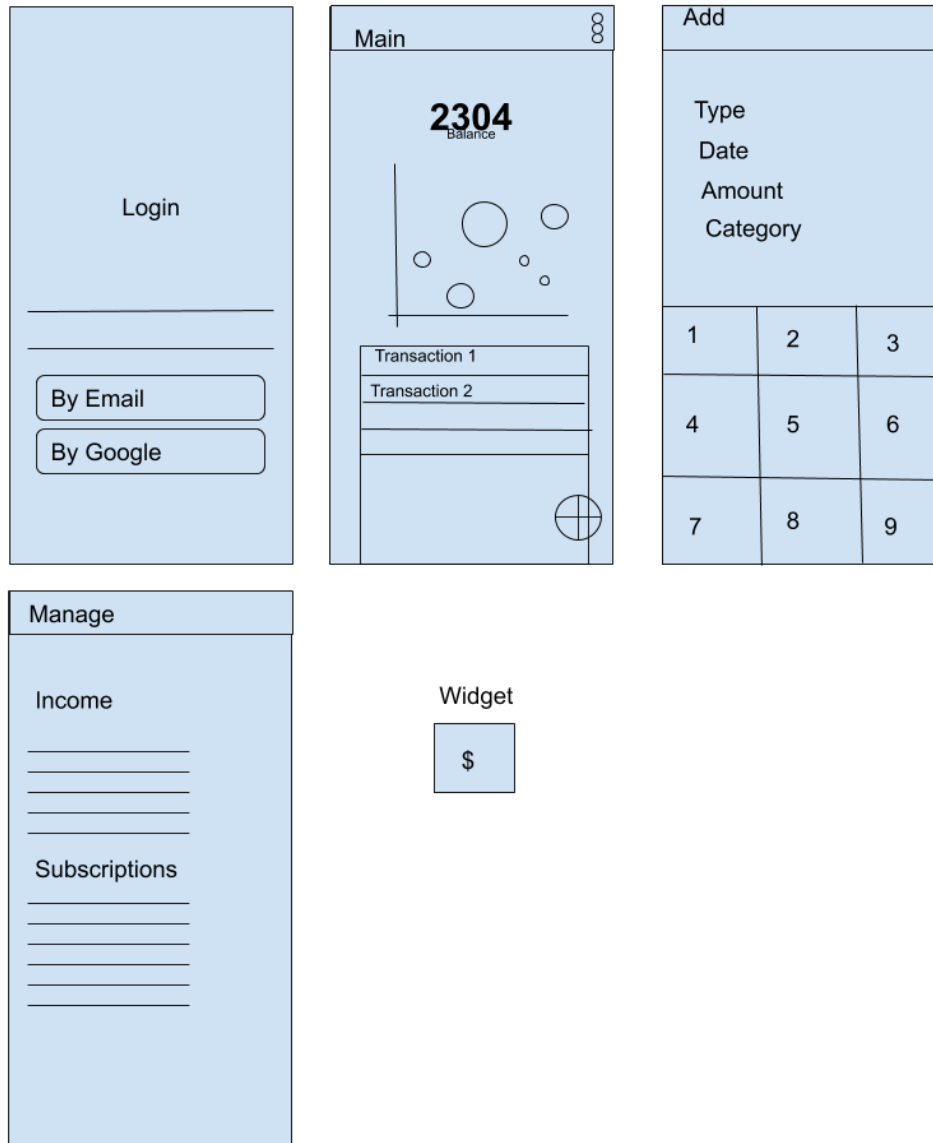 Login
By Email
By Google
Main
2304
Balance
Transaction 1
Transaction 2
Add
Type
Date
Amount
Category
1 2 3
4 5 6
7 8 9
Manage
Income
Subscriptions
Widget
$